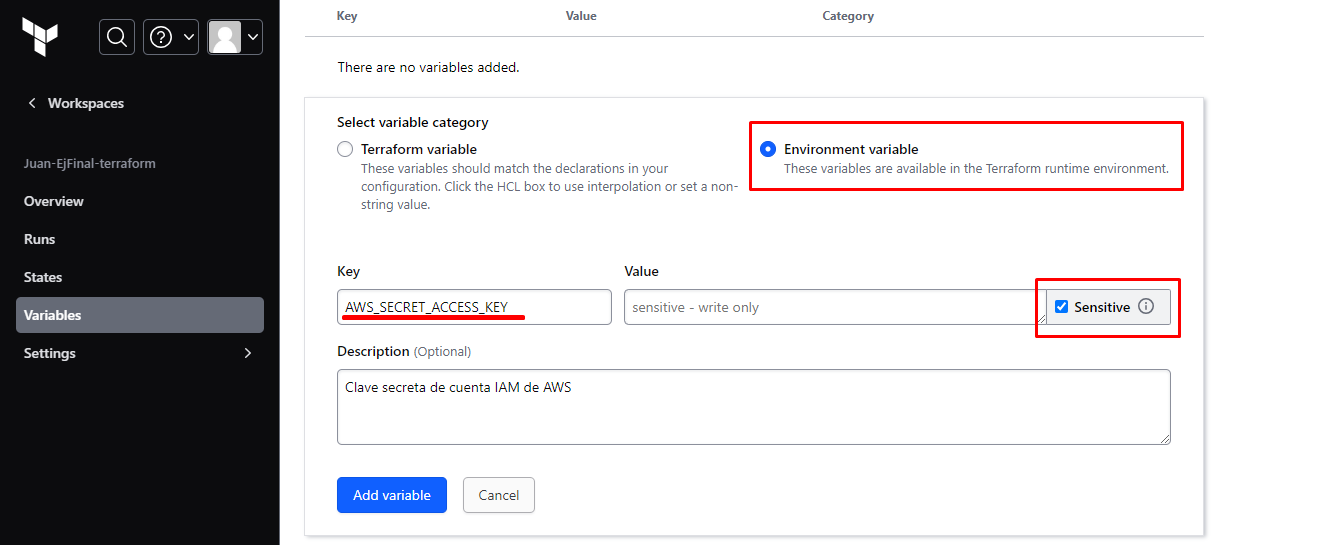 Key Value Category
There are no variables added.
Workspaces
Juan-EjFinal-terraform
Overview
Runs
States
Variables
Settings
Select variable category
Terraform variable
These variables should match the declarations in your
configuration. Click the HCL box to use interpolation or set a non-
string value.
Environment variable
These variables are available in the Terraform runtime environment.
Key
AWS_SECRET_ACCESS_KEY
Value
sensitive - write only
Sensitive
Description (Optional)
Clave secreta de cuenta IAM de AWS
Add variable
Cancel